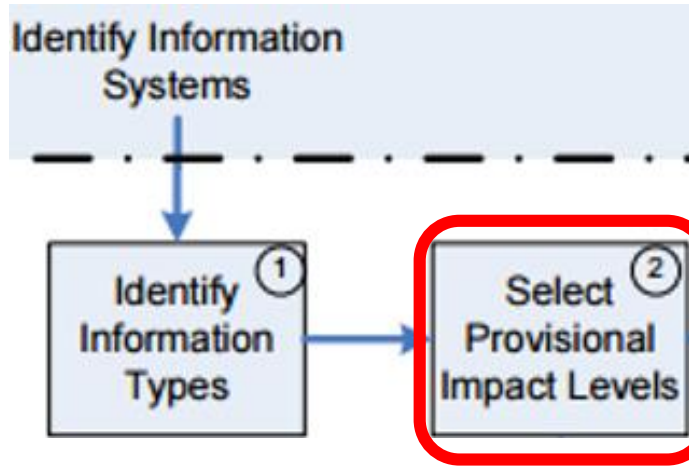 Identify Information
Systems
1
Identify
Information
Types
2
Select
Provisional
Impact Levels